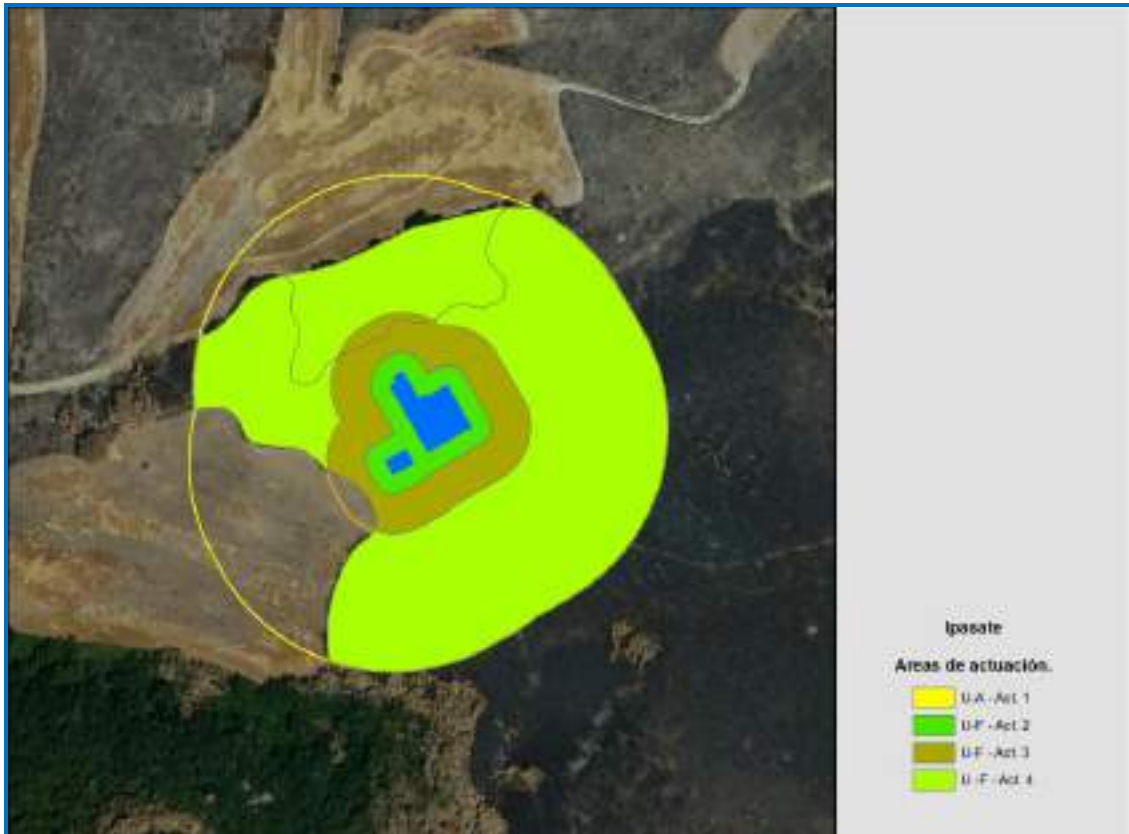 Ipasate
Areas de actuación.
U-A - Act. 1
U-F - Act. 2
U-F - Act. 3
U -F - Act. 4